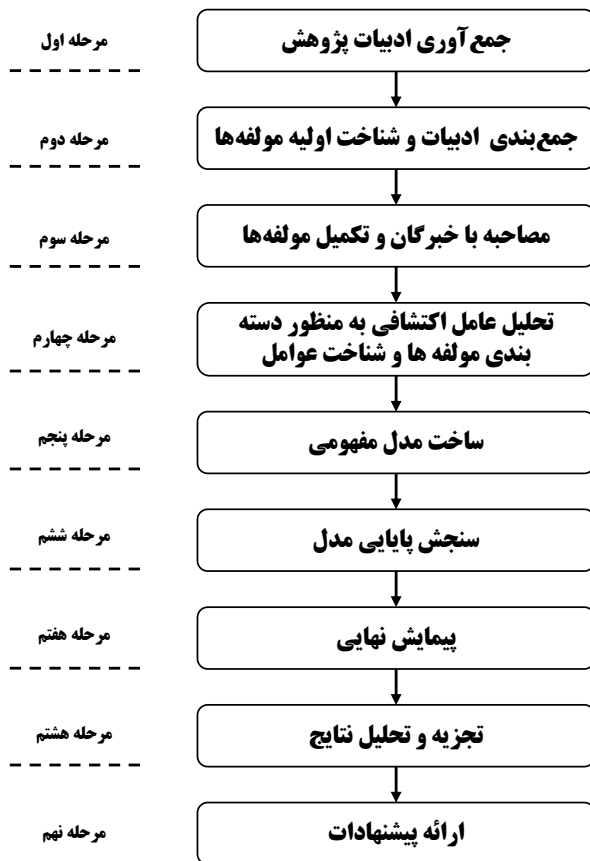 مرحله اول
جمع‌آوری ادبیات پژوهش
مرحله دوم
جمع‌بندی ادبیات و شناخت اولیه مولفه‌ها
مرحله سوم
مصاحبه با خبرگان و تکمیل مولفه‌ها
مرحله چهارم
تحلیل عامل اکتشافی به منظور دسته
بندی مولفه ها و شناخت عوامل
مرحله پنجم
ساخت مدل مفهومی
مرحله ششم
سنجش پایایی مدل
مرحله هفتم
پیمایش نهایی
مرحله هشتم
تجزیه و تحلیل نتایج
مرحله نهم
ارائه پیشنهادات